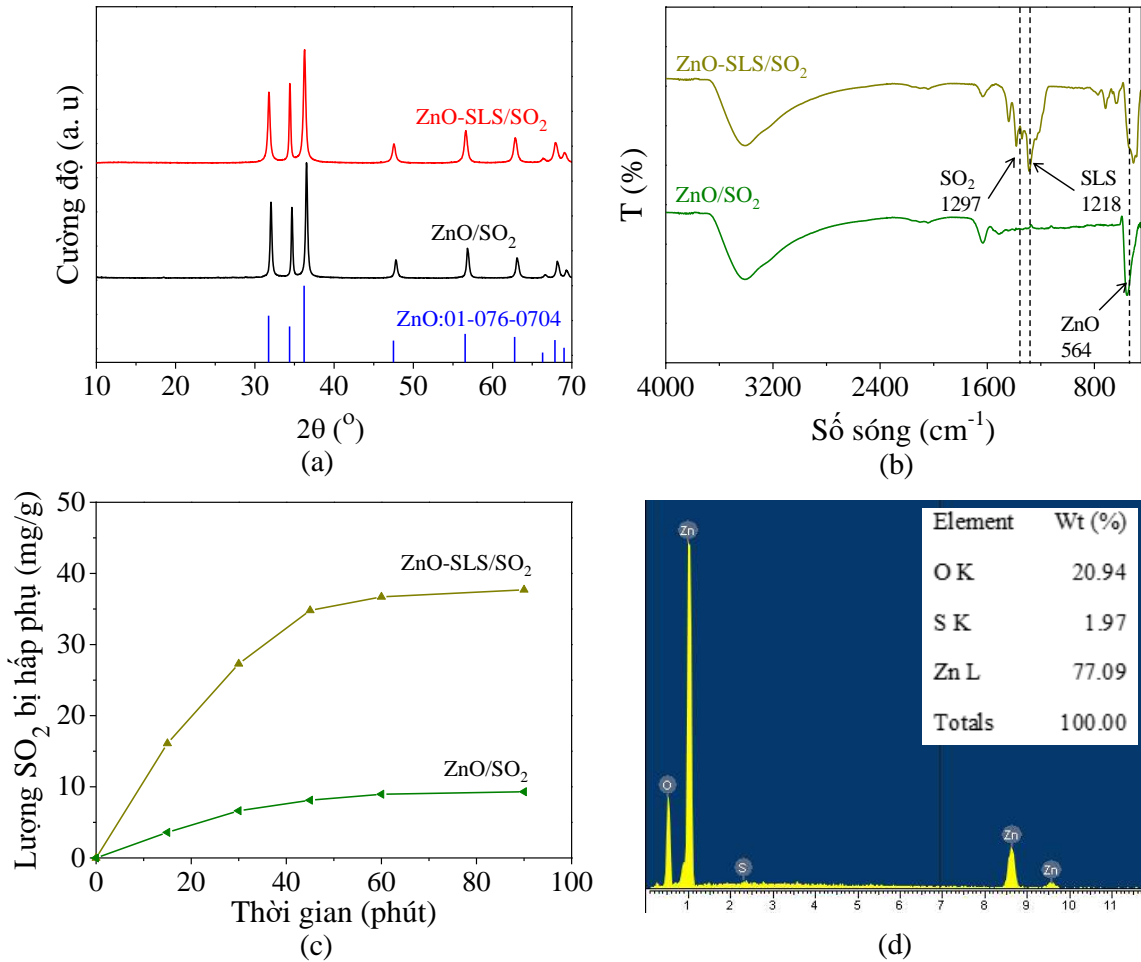 ZnO-SLS/SO₂
ZnO/SO₂
ZnO:01-076-0704
Cường độ (a. u)
10 20 30 40 50 60 70
2θ (°)
(a)
ZnO-SLS/SO₂
SO₂
1297
SLS
1218
ZnO/SO₂
ZnO
564
T (%)
4000 3200 2400 1600 800
Số sóng (cm⁻¹)
(b)
50
40
30
20
10
0
ZnO-SLS/SO₂
ZnO/SO₂
Lượng SO₂ bị hấp phụ (mg/g)
0 20 40 60 80 100
Thời gian (phút)
(c)
Element Wt (%)
O K 20.94
S K 1.97
Zn L 77.09
Totals 100.00
Zn
O
S
Zn
Zn
1 2 3 4 5 6 7 8 9 10 11
(d)